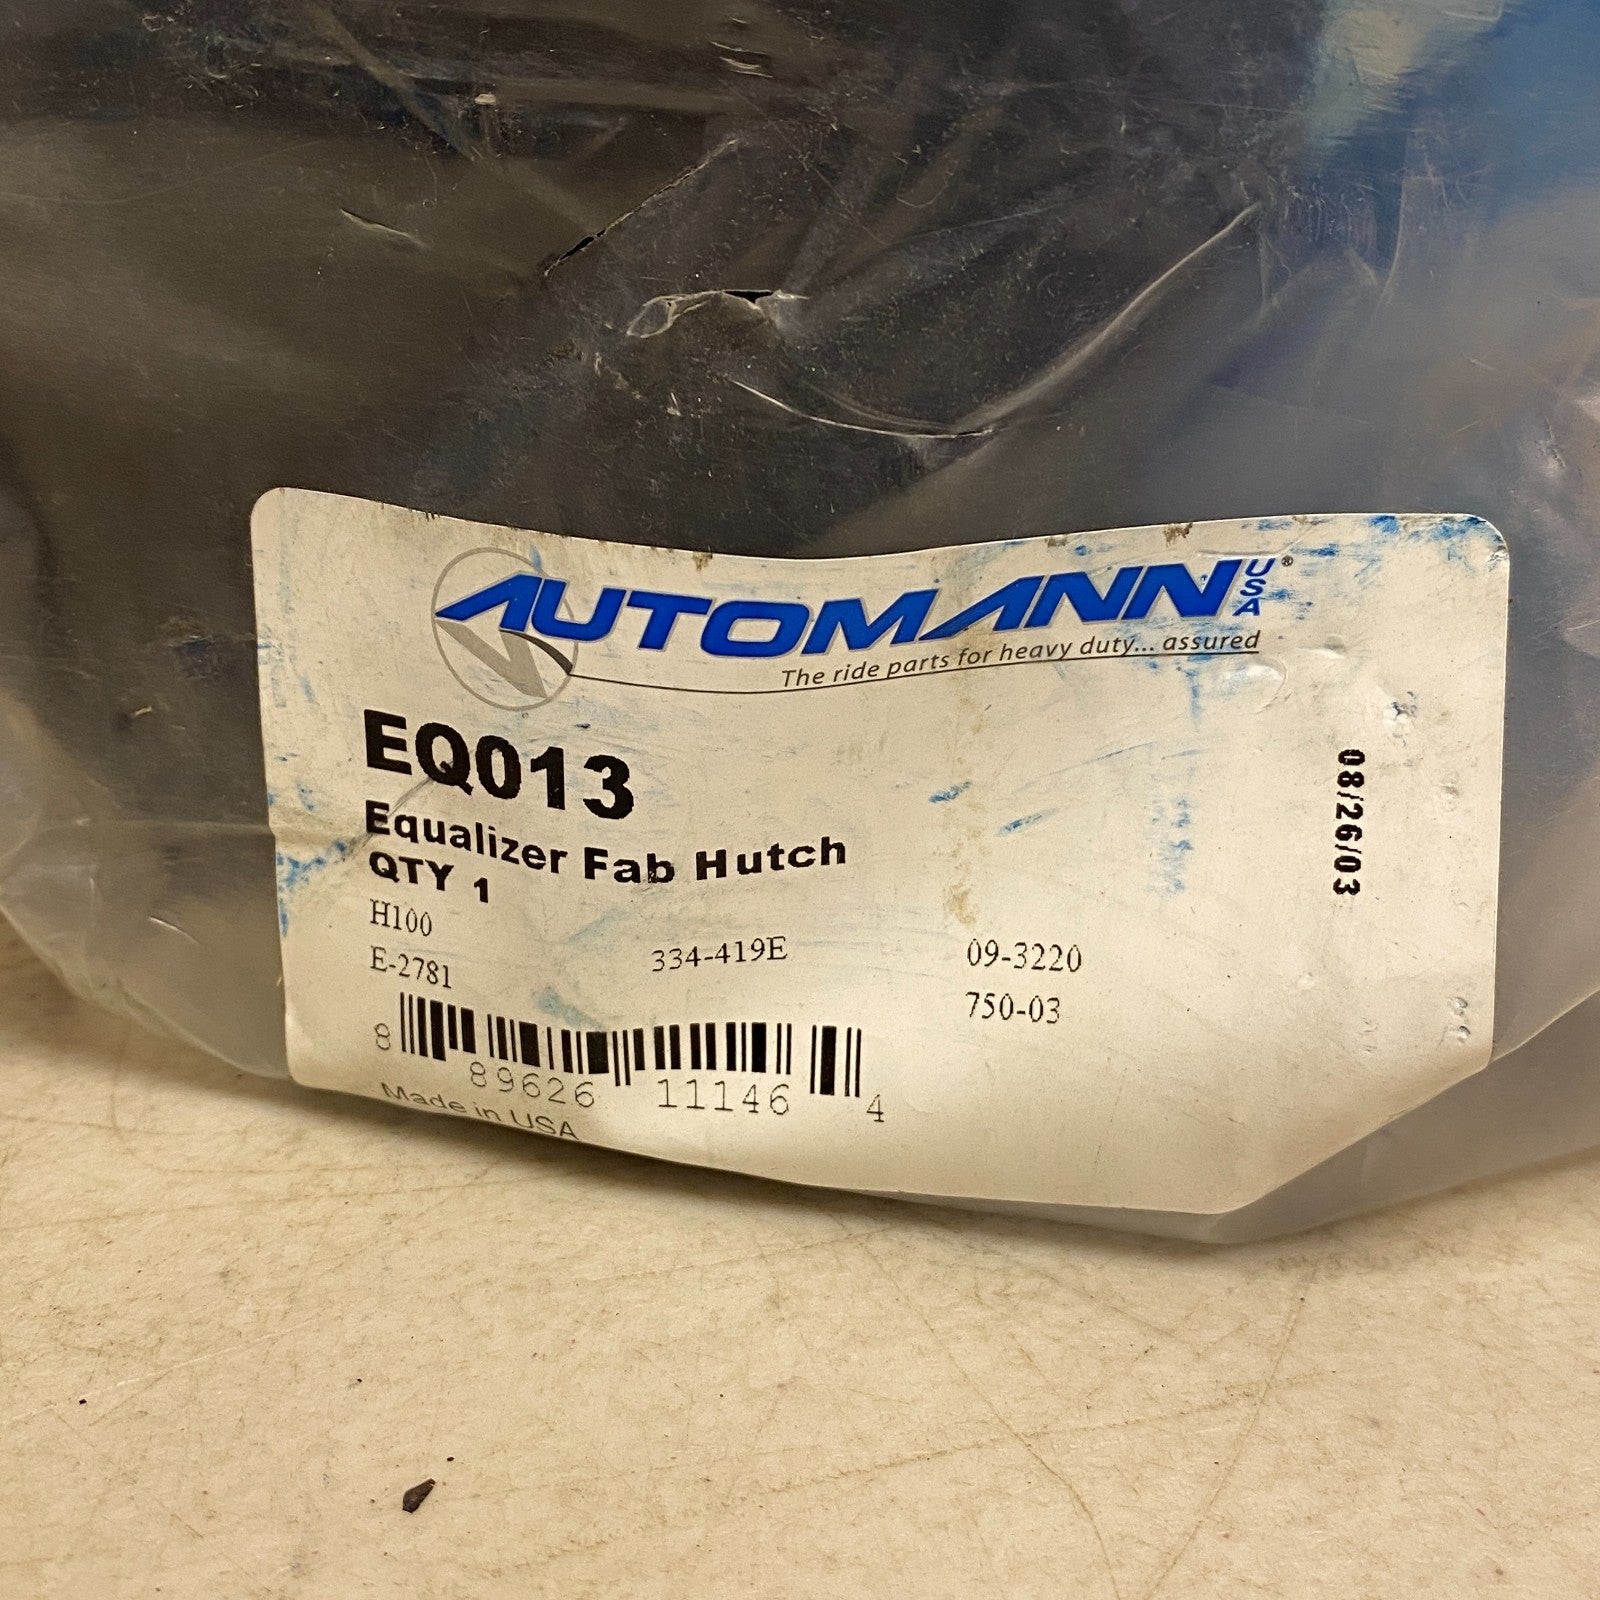 AUTOMANN USA®
The ride parts for heavy duty... assured
EQ013
Equalizer Fab Hutch
QTY 1
H100
E-2781 334-419E 09-3220
750-03
8 89626 11146 4
Made in USA
08/26/03